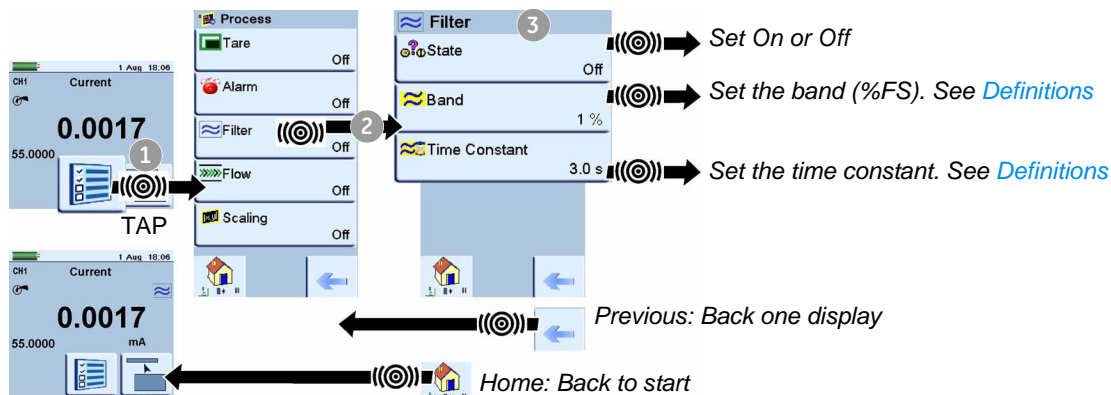 1 Aug 18:06
CH1
Current
0.0017
55.0000
1
TAP
Process
Tare
Off
Alarm
Off
Filter
Off
Flow
Off
Scaling
Off
2
Filter
3
State
Off
Band
1 %
Time Constant
3.0 s
Set On or Off
Set the band (%FS). See Definitions
Set the time constant. See Definitions
1 Aug 18:06
CH1
Current
0.0017
55.0000
mA
Previous: Back one display
Home: Back to start